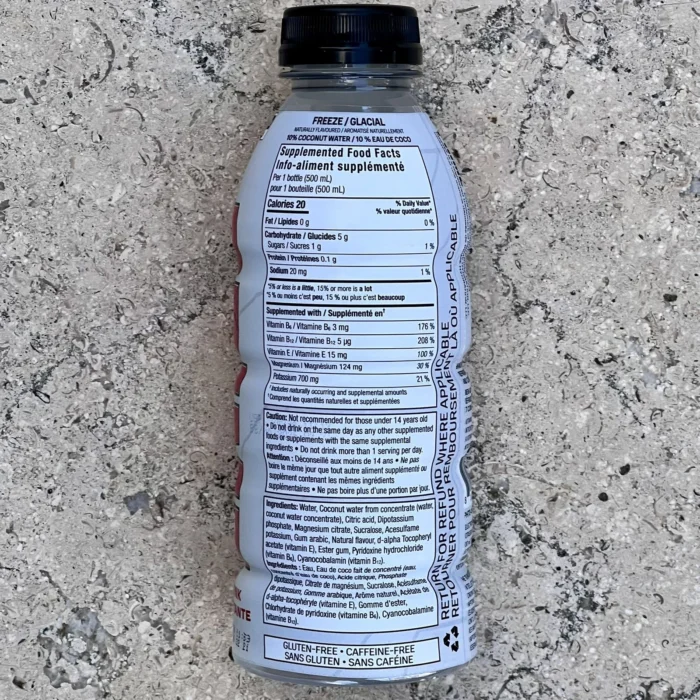 FREEZE / GLACIAL
NATURALLY FLAVOURED / AROMATISÉ NATURELLEMENT
10% COCONUT WATER / 10 % EAU DE COCO
Supplemented Food Facts
Info-aliment supplémenté
Per 1 bottle (500 mL)
pour 1 bouteille (500 mL)
Calories 20
% Daily Value*
% valeur quotidienne*
Fat / Lipides 0 g 0 %
Carbohydrate / Glucides 5 g
Sugars / Sucres 1 g 1 %
Protein / Protéines 0.1 g
Sodium 20 mg 1 %
*5% or less is a little, 15% or more is a lot
*5 % ou moins c'est peu, 15 % ou plus c'est beaucoup
Supplemented with / Supplémenté en†
Vitamin B₆ / Vitamine B₆ 3 mg 176 %
Vitamin B₁₂ / Vitamine B₁₂ 5 µg 208 %
Vitamin E / Vitamine E 15 mg 100 %
Magnesium / Magnésium 124 mg 30 %
Potassium 700 mg 21 %
†Includes naturally occurring and supplemental amounts
†Comprend les quantités naturelles et supplémentées
Caution: Not recommended for those under 14 years old
• Do not drink on the same day as any other supplemented
foods or supplements with the same supplemental
ingredients • Do not drink more than 1 serving per day.
Attention : Déconseillé aux moins de 14 ans • Ne pas
boire le même jour que tout autre aliment supplémenté ou
supplément contenant les mêmes ingrédients
supplémentaires • Ne pas boire plus d'une portion par jour.
Ingredients: Water, Coconut water from concentrate (water,
coconut water concentrate), Citric acid, Dipotassium
phosphate, Magnesium citrate, Sucralose, Acesulfame
potassium, Gum arabic, Natural flavour, d-alpha Tocopheryl
acetate (vitamin E), Ester gum, Pyridoxine hydrochloride
(vitamin B₆), Cyanocobalamin (vitamin B₁₂).
Ingrédients : Eau, Eau de coco fait de concentré (eau,
d'eau de coco), Acide citrique, Phosphate
dipotassique, Citrate de magnésium, Sucralose, Acésulfame
de potassium, Gomme arabique, Arôme naturel, Acétate de
d-alpha-tocophéryle (vitamine E), Gomme d'ester,
Chlorhydrate de pyridoxine (vitamine B₆), Cyanocobalamine
(vitamine B₁₂).
GLUTEN-FREE • CAFFEINE-FREE
SANS GLUTEN • SANS CAFÉINE
RETURN FOR REFUND WHERE APPLICABLE
RETOURNER POUR REMBOURSEMENT LÀ OÙ APPLICABLE